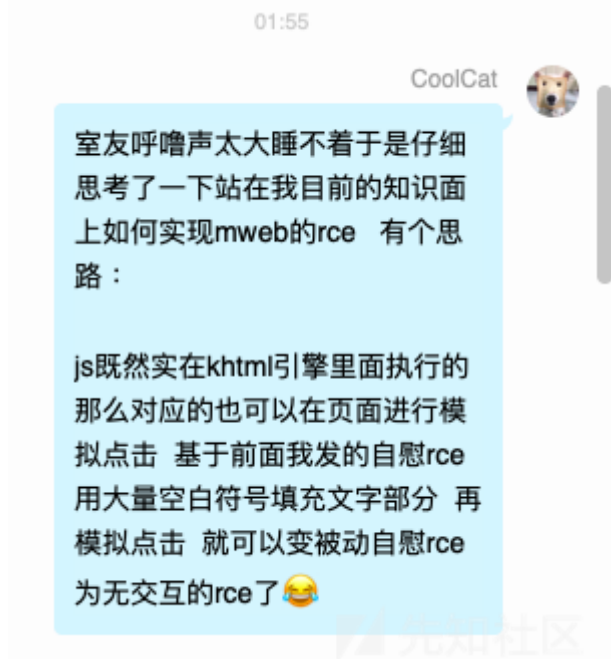 01:55
CoolCat
室友呼噜声太大睡不着于是仔细
思考了一下站在我目前的知识面
上如何实现mweb的rce 有个思
路：
js既然实在khtml引擎里面执行的
那么对应的也可以在页面进行模
拟点击 基于前面我发的自慰rce
用大量空白符号填充文字部分 再
模拟点击 就可以变被动自慰rce
为无交互的rce了😂
先知社区